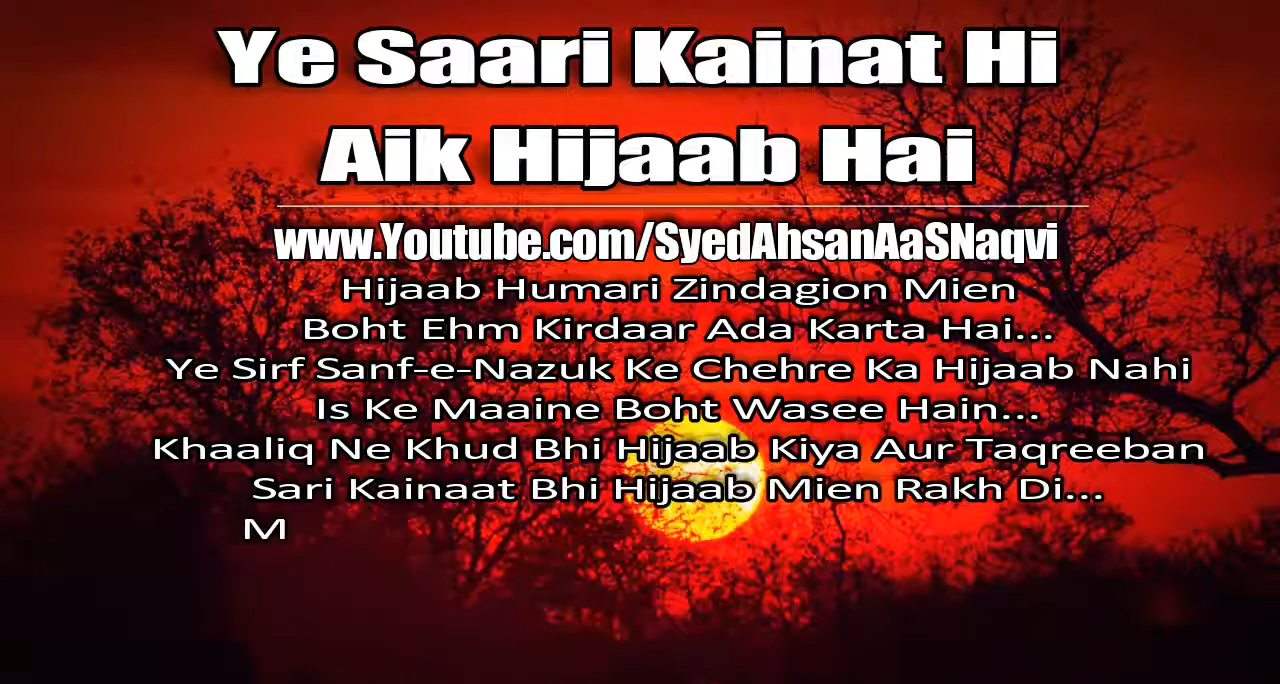 Ye Saari Kainat Hi
Aik Hijaab Hai
www.Youtube.com/SyedAhsanAaSNaqvi
Hijaab Humari Zindagion Mien
Boht Ehm Kirdaar Ada Karta Hai...
Ye Sirf Sanf-e-Nazuk Ke Chehre Ka Hijaab Nahi
Is Ke Maaine Boht Wasee Hain...
Khaaliq Ne Khud Bhi Hijaab Kiya Aur Taqreeban
Sari Kainaat Bhi Hijaab Mien Rakh Di...
M